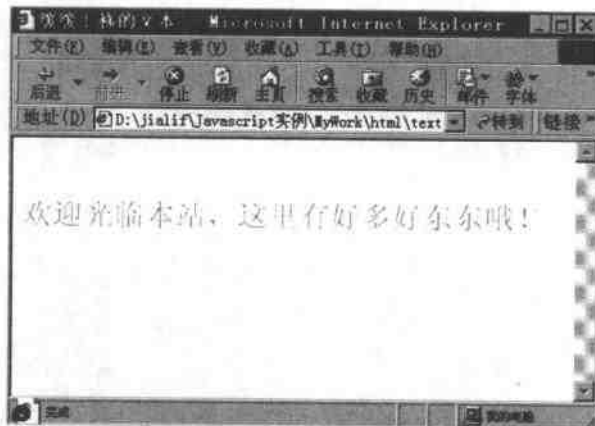 的文本 - Microsoft Internet Explorer
文件(F) 编辑(E) 查看(V) 收藏(A) 工具(T) 帮助(H)
后退 前进 停止 刷新 主页 搜索 收藏 历史 邮件 字体
地址(D) D:\jialif\Javascript实例\MyWork\html\text 转到 链接
欢迎光临本站，这里有好多好东东哦！
完成 我的电脑